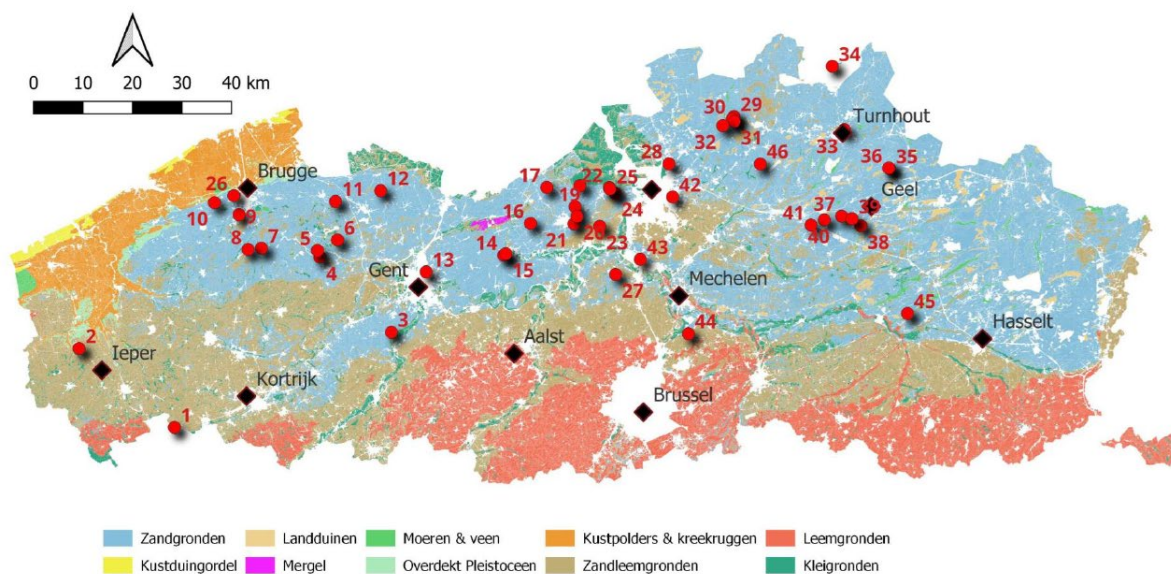 0 10 20 30 40 km
34
30 29
Turnhout
32 31
33
28 46 36 35
Brugge
26 11 12 17 22 25 42 Geel
10 9 19 24
16 37 39
8 7 5 6 21 20 23 41 40 38
4 14 15 43
Gent 13
27 Mechelen
45
3 44 Hasselt
2 Aalst
Ieper
Kortrijk Brussel
1
Zandgronden Landduinen Moeren & veen Kustpolders & kreekruggen Leemgronden
Kustduingordel Mergel Overdekt Pleistoceen Zandleemgronden Kleigronden